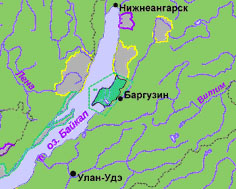 Нижнеангарск
Лена
Баргузин
Витим
оз. Байкал
Улан-Удэ